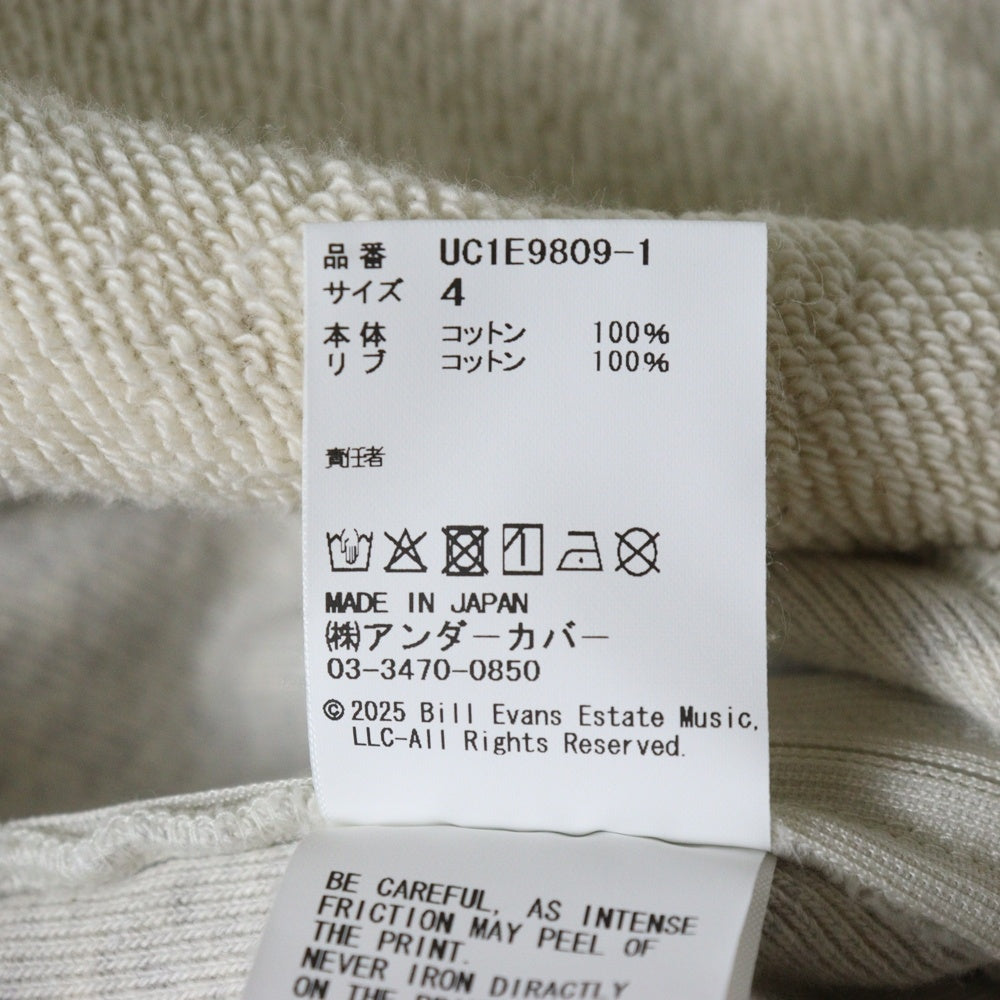 品番 UC1E9809-1
サイズ 4
本体 コットン 100%
リブ コットン 100%
責任者
MADE IN JAPAN
㈱アンダーカバー
03-3470-0850
© 2025 Bill Evans Estate Music,
LLC-All Rights Reserved.
BE CAREFUL, AS INTENSE
FRICTION MAY PEEL OF
THE PRINT.
NEVER IRON DIRACTLY
ON THE